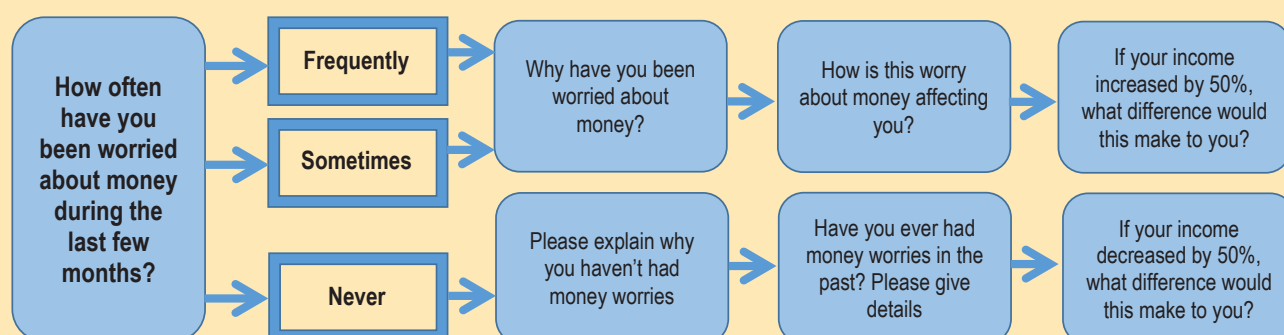 How often
have you
been worried
about money
during the
last few
months?
Frequently
Sometimes
Never
Why have you been
worried about
money?
How is this worry
about money affecting
you?
If your income
increased by 50%,
what difference would
this make to you?
Please explain why
you haven't had
money worries
Have you ever had
money worries in the
past? Please give
details
If your income
decreased by 50%,
what difference would
this make to you?